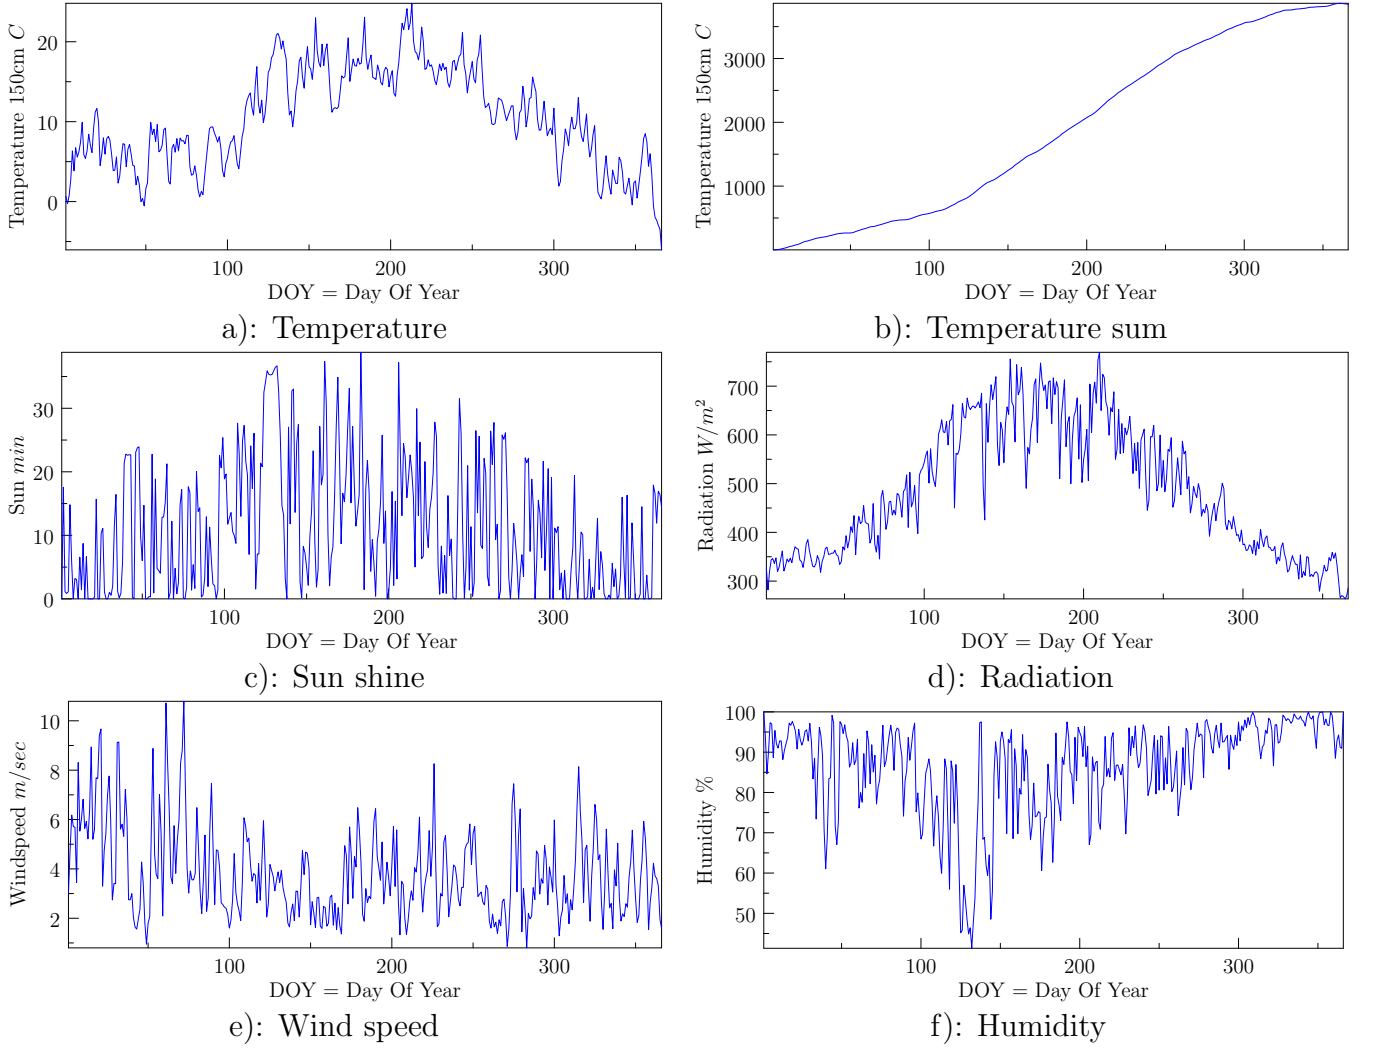 Temperature 150cm C
20
10
0
100
200
300
DOY = Day Of Year
a): Temperature
Temperature 150cm C
3000
2000
1000
100
200
300
DOY = Day Of Year
b): Temperature sum
Sun min
30
20
10
0
100
200
300
DOY = Day Of Year
c): Sun shine
Radiation W/m²
700
600
500
400
300
100
200
300
DOY = Day Of Year
d): Radiation
Windspeed m/sec
10
8
6
4
2
100
200
300
DOY = Day Of Year
e): Wind speed
Humidity %
100
90
80
70
60
50
100
200
300
DOY = Day Of Year
f): Humidity